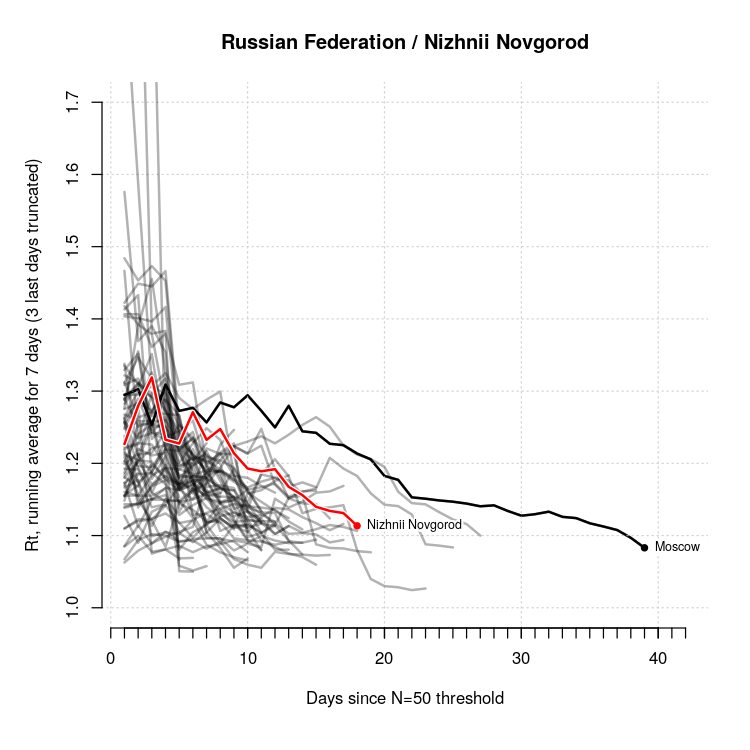 Russian Federation / Nizhnii Novgorod
Rt, running average for 7 days (3 last days truncated)
1.7
1.6
1.5
1.4
1.3
1.2
1.1
1.0
Nizhnii Novgorod
Moscow
0
10
20
30
40
Days since N=50 threshold